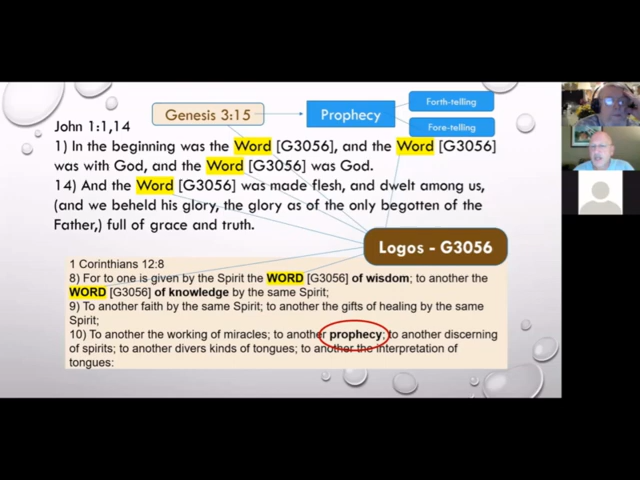 Genesis 3:15
Prophecy
Forth-telling
Fore-telling
John 1:1,14
1) In the beginning was the Word [G3056], and the Word [G3056]
was with God, and the Word [G3056] was God.
14) And the Word [G3056] was made flesh, and dwelt among us,
(and we beheld his glory, the glory as of the only begotten of the
Father,) full of grace and truth.
Logos - G3056
1 Corinthians 12:8
8) For to one is given by the Spirit the WORD [G3056] of wisdom; to another the
WORD [G3056] of knowledge by the same Spirit;
9) To another faith by the same Spirit; to another the gifts of healing by the same
Spirit;
10) To another the working of miracles; to another prophecy; to another discerning
of spirits; to another divers kinds of tongues; to another the interpretation of
tongues: